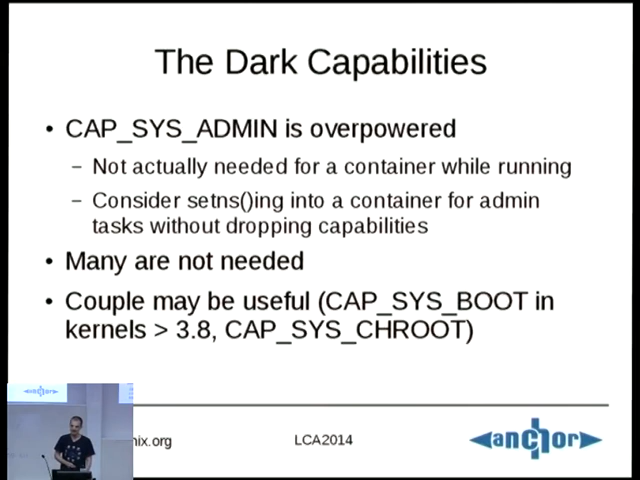 The Dark Capabilities
• CAP_SYS_ADMIN is overpowered
– Not actually needed for a container while running
– Consider setns()ing into a container for admin
tasks without dropping capabilities
• Many are not needed
• Couple may be useful (CAP_SYS_BOOT in
kernels > 3.8, CAP_SYS_CHROOT)
nix.org LCA2014 anchor